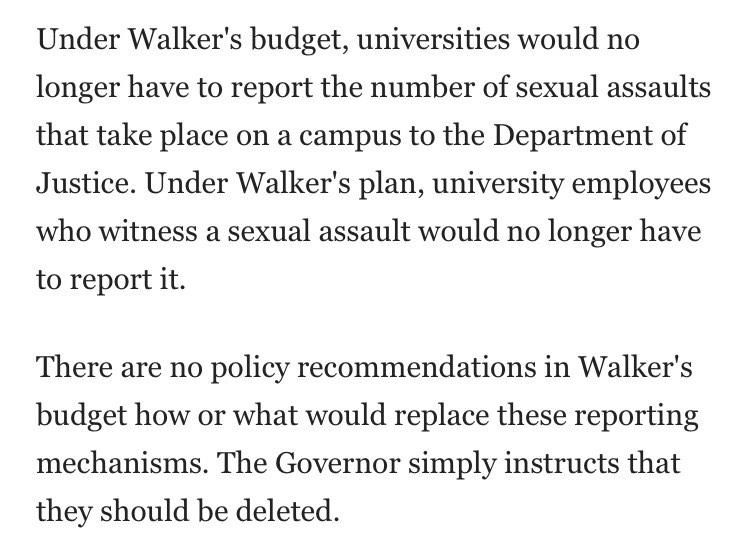 Under Walker's budget, universities would no
longer have to report the number of sexual assaults
that take place on a campus to the Department of
Justice. Under Walker's plan, university employees
who witness a sexual assault would no longer have
to report it.
There are no policy recommendations in Walker's
budget how or what would replace these reporting
mechanisms. The Governor simply instructs that
they should be deleted.